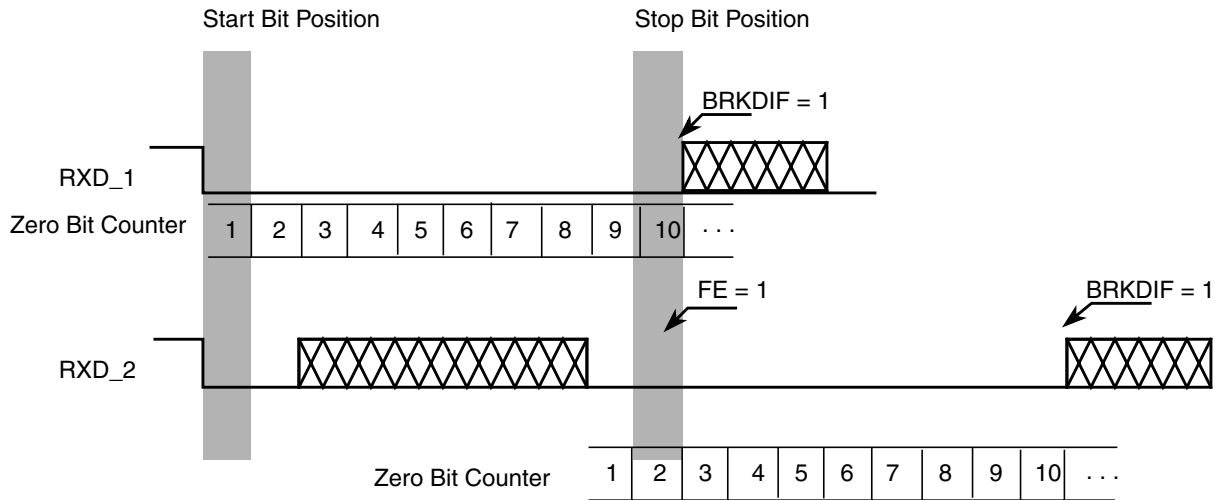 Start Bit Position
Stop Bit Position
BRKDIF = 1
RXD_1
Zero Bit Counter
1 2 3 4 5 6 7 8 9 10 . . .
FE = 1
BRKDIF = 1
RXD_2
Zero Bit Counter
1 2 3 4 5 6 7 8 9 10 . . .